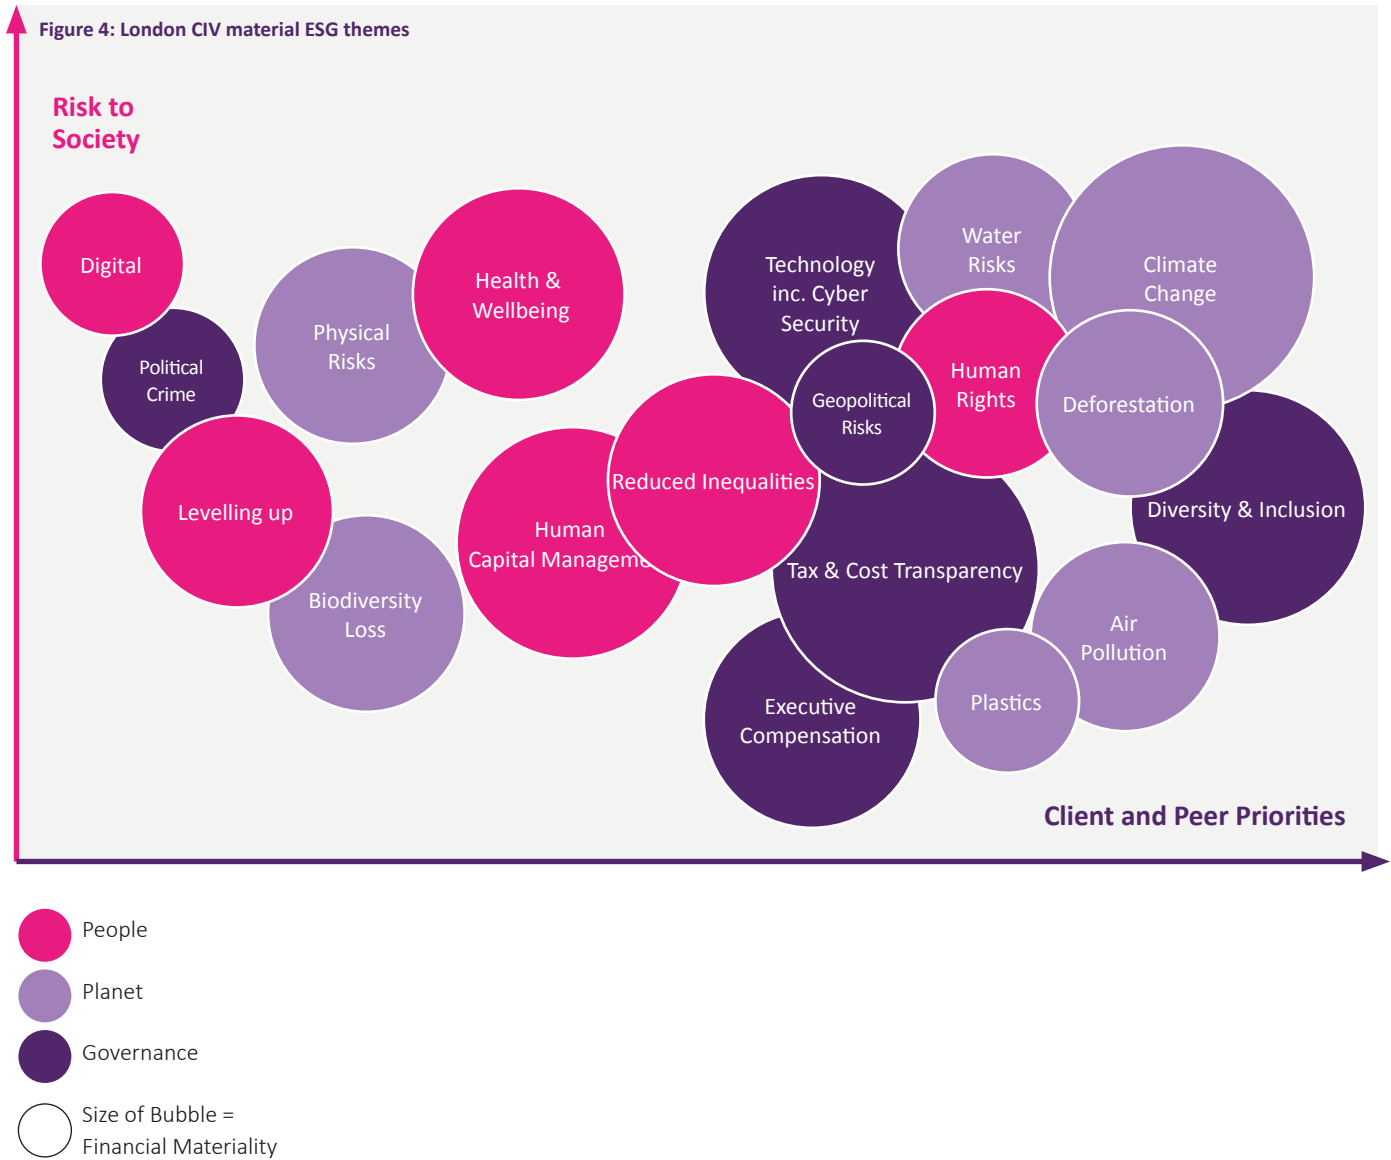 Figure 4: London CIV material ESG themes
Risk to
Society
Digital
Political
Crime
Physical
Risks
Health &
Wellbeing
Levelling up
Biodiversity
Loss
Human
Capital Manageme
Reduced Inequalities
Technology
inc. Cyber
Security
Geopolitical
Risks
Water
Risks
Human
Rights
Climate
Change
Deforestation
Diversity & Inclusion
Tax & Cost Transparency
Executive
Compensation
Air
Pollution
Plastics
Client and Peer Priorities
People
Planet
Governance
Size of Bubble =
Financial Materiality